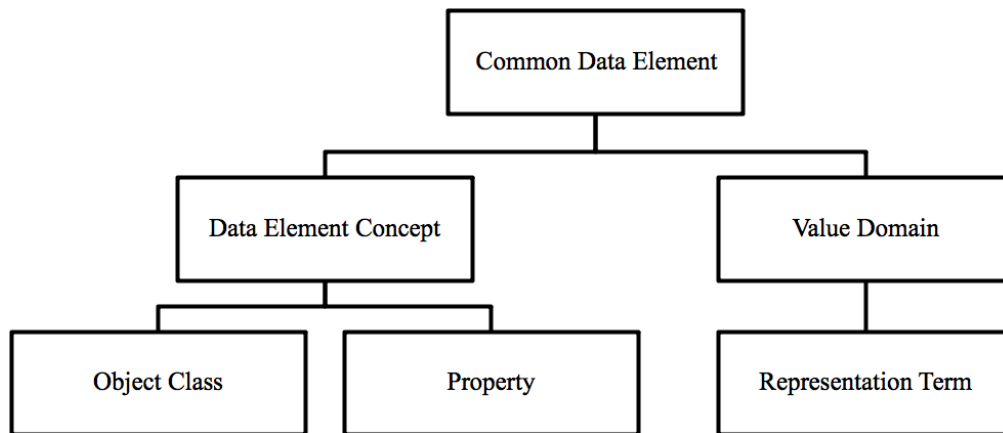 Common Data Element
Data Element Concept
Value Domain
Object Class
Property
Representation Term